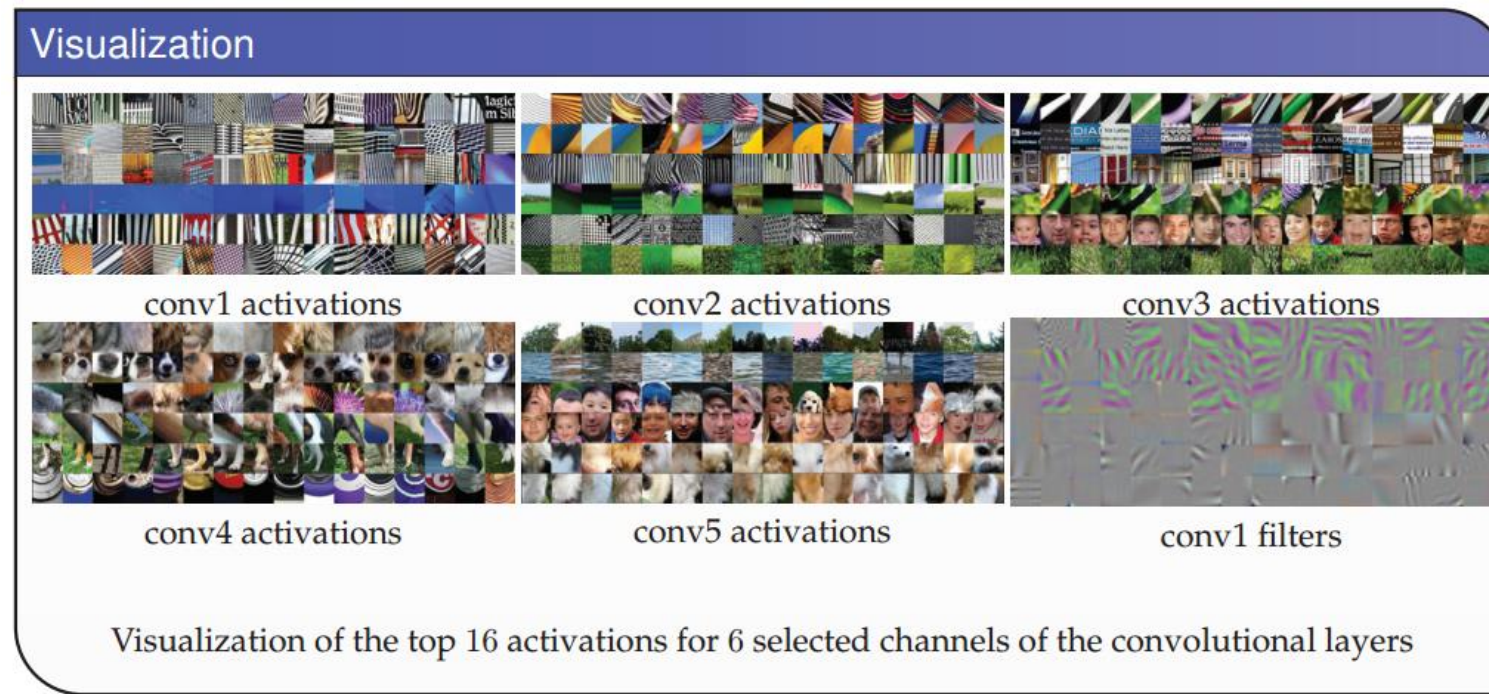 Visualization
conv1 activations
conv2 activations
conv3 activations
conv4 activations
conv5 activations
conv1 filters
Visualization of the top 16 activations for 6 selected channels of the convolutional layers